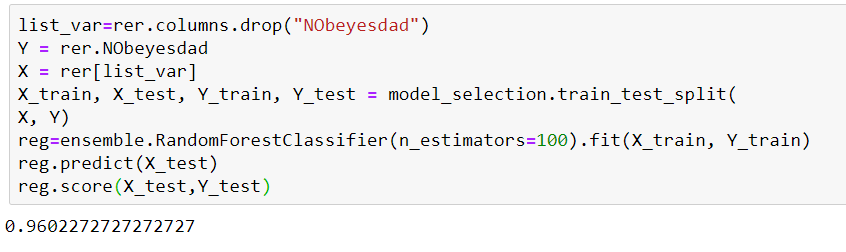 list_var=rer.columns.drop("NObeyesdad")
Y = rer.NObeyesdad
X = rer[list_var]
X_train, X_test, Y_train, Y_test = model_selection.train_test_split(
X, Y)
reg=ensemble.RandomForestClassifier(n_estimators=100).fit(X_train, Y_train)
reg.predict(X_test)
reg.score(X_test,Y_test)
0.9602272727272727